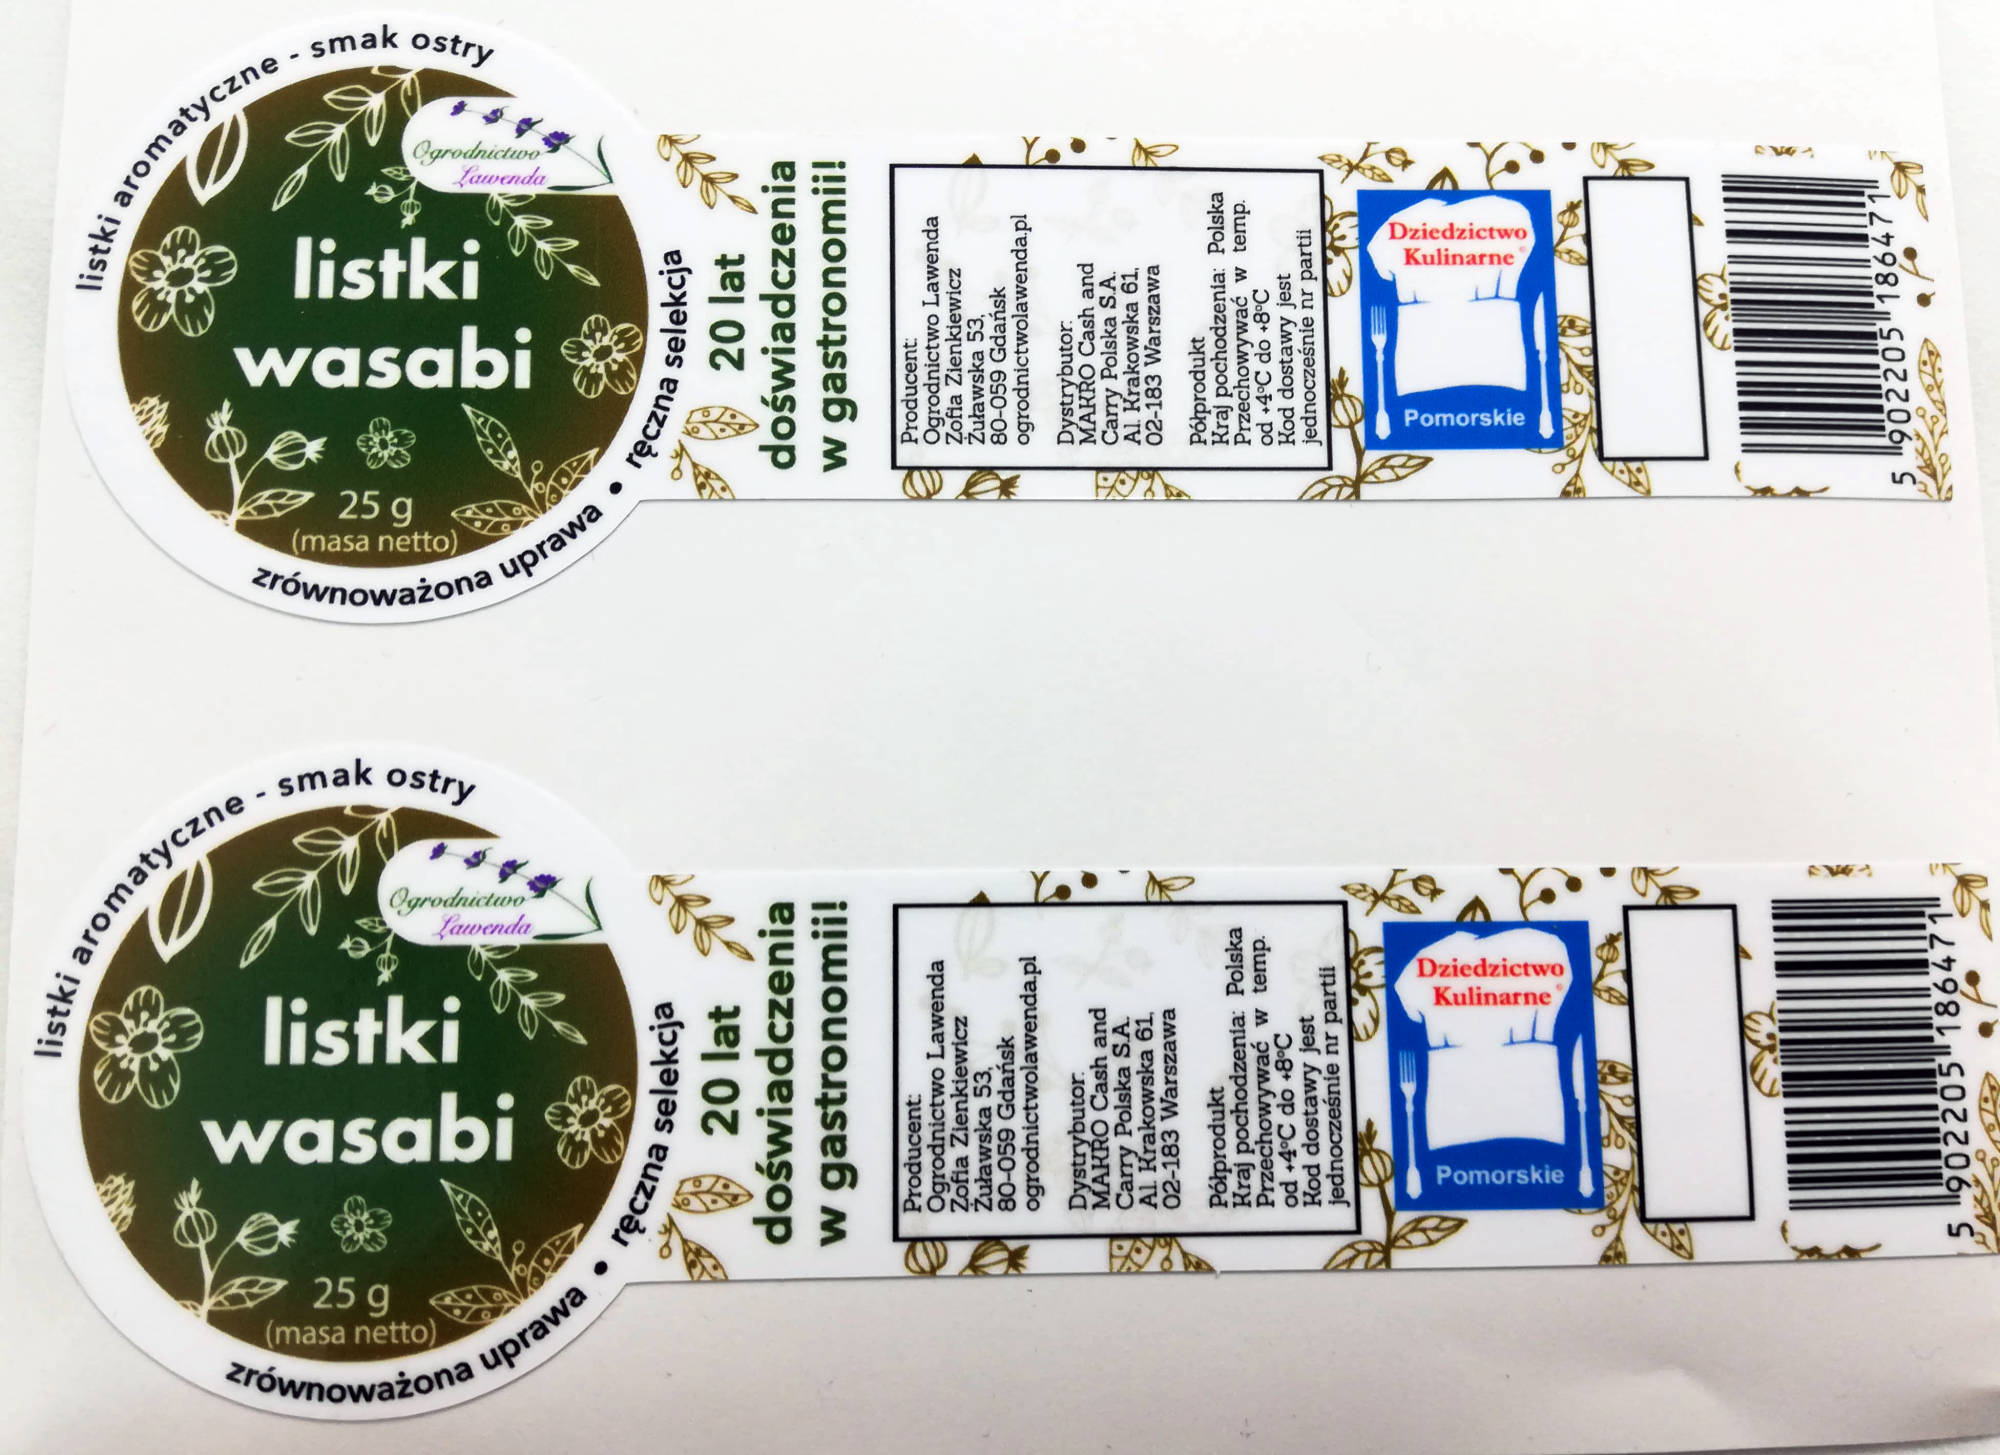 listki aromatyczne - smak ostry
Ogrodnictwo
Lawenda
listki
wasabi
25 g
(masa netto)
zrównoważona uprawa • ręczna selekcja
20 lat
doświadczenia
w gastronomii!
Producent:
Ogrodnictwo Lawenda
Zofia Zienkiewicz
Żuławska 53,
80-059 Gdańsk
ogrodnictwolawenda.pl
Dystrybutor:
MAKRO Cash and
Carry Polska S.A.
Al. Krakowska 61,
02-183 Warszawa
Półprodukt
Kraj pochodzenia: Polska
Przechowywać w temp.
od +4°C do +8°C
Kod dostawy jest
jednocześnie nr partii
Dziedzictwo
Kulinarne ®
Pomorskie
5 902205 186471
listki aromatyczne - smak ostry
Ogrodnictwo
Lawenda
listki
wasabi
25 g
(masa netto)
zrównoważona uprawa • ręczna selekcja
20 lat
doświadczenia
w gastronomii!
Producent:
Ogrodnictwo Lawenda
Zofia Zienkiewicz
Żuławska 53,
80-059 Gdańsk
ogrodnictwolawenda.pl
Dystrybutor:
MAKRO Cash and
Carry Polska S.A.
Al. Krakowska 61,
02-183 Warszawa
Półprodukt
Kraj pochodzenia: Polska
Przechowywać w temp.
od +4°C do +8°C
Kod dostawy jest
jednocześnie nr partii
Dziedzictwo
Kulinarne ®
Pomorskie
5 902205 186471